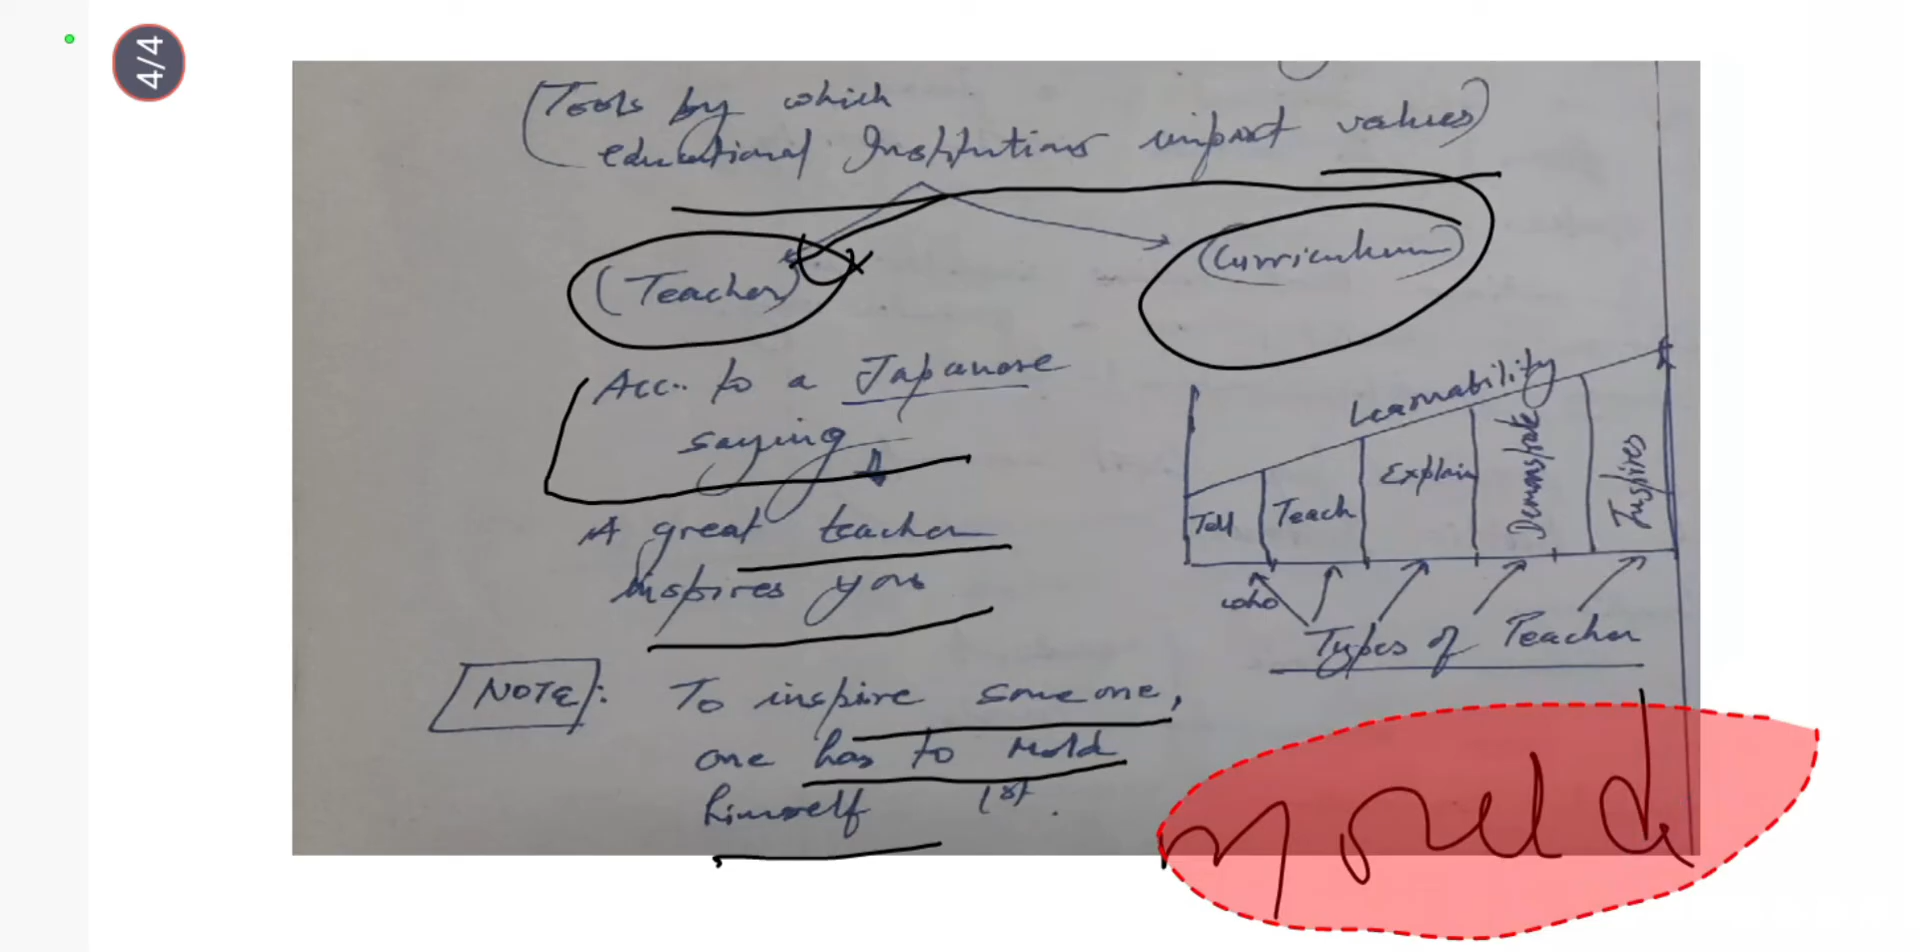 4/4
(Tools by which
educational Institutions impart values)
(Teacher)
(Curriculum)
Acc.. to a Japanese
saying
A great teacher
inspires you
NOTE: To inspire someone,
one has to mold
himself 1st.
Learnability
Tell
Teach
Explain
Demonstrate
Inspires
who
Types of Teacher
mould